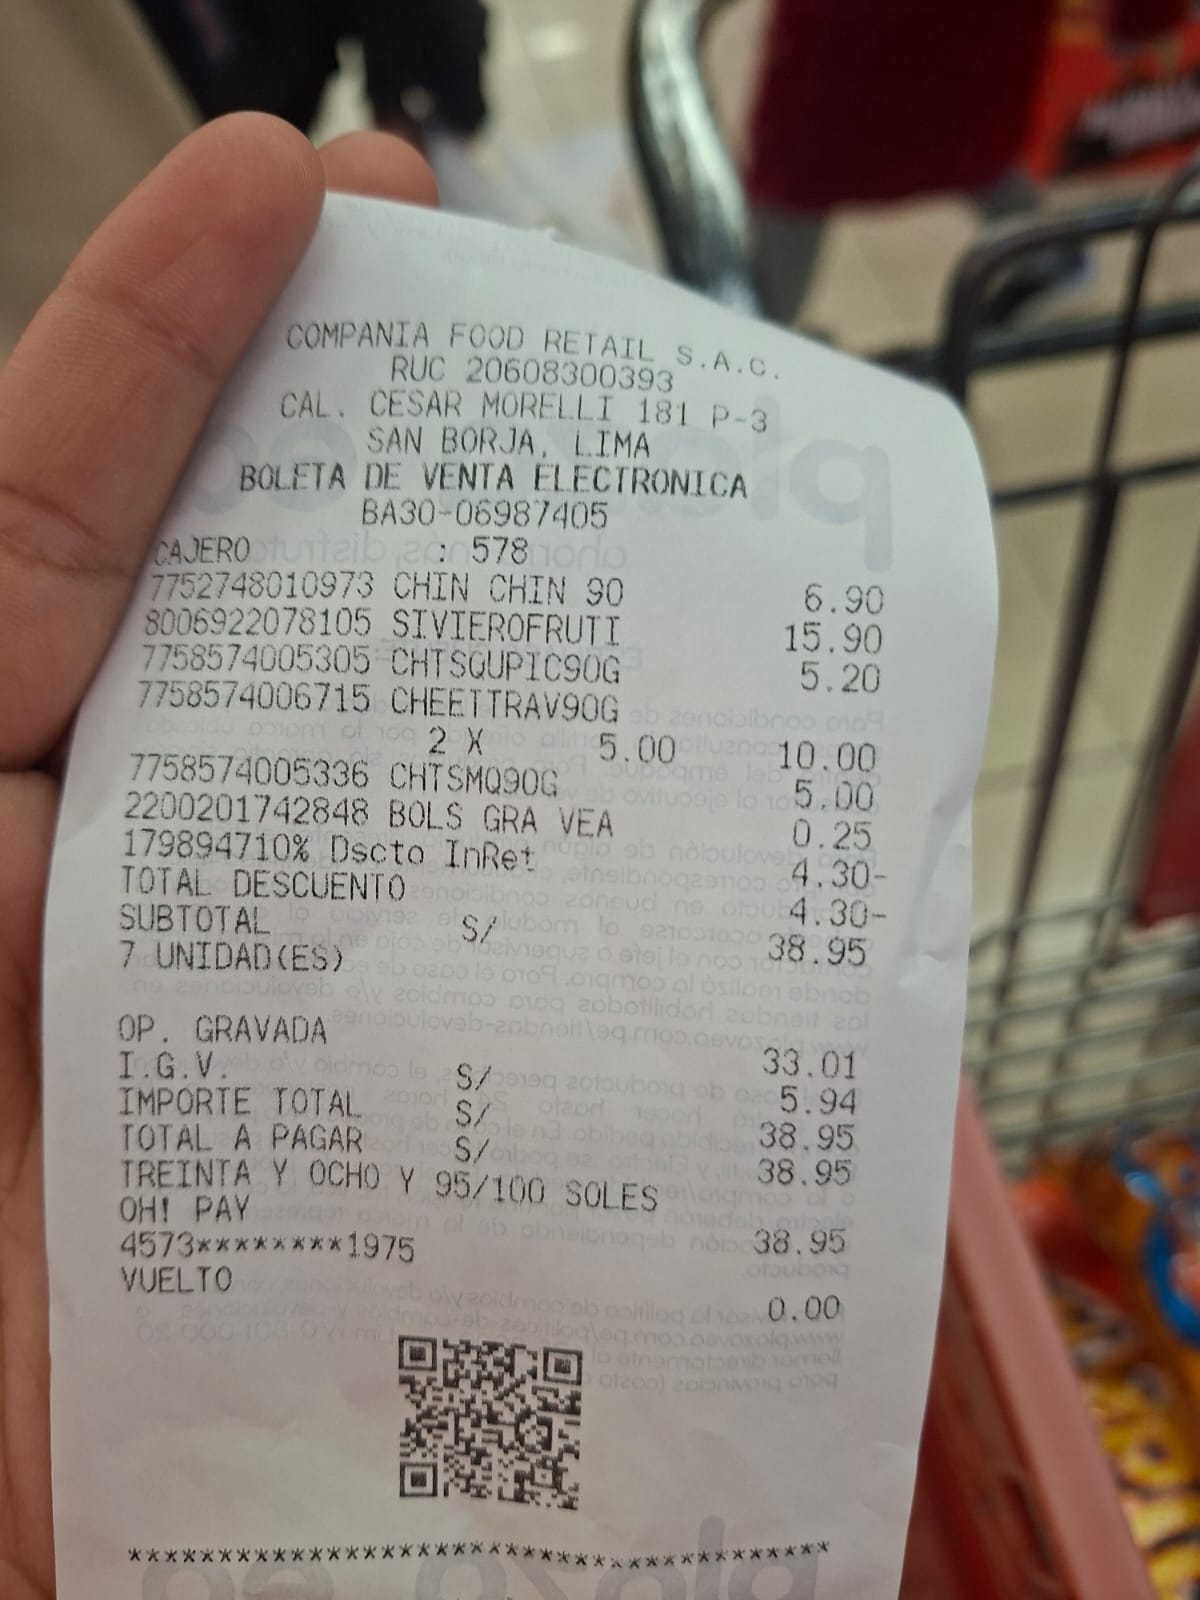 COMPANIA FOOD RETAIL S.A.C.
RUC 20608300393
CAL. CESAR MORELLI 181 P-3
SAN BORJA, LIMA
BOLETA DE VENTA ELECTRONICA
BA30-06987405
CAJERO : 578
7752748010973 CHIN CHIN 90 6.90
8006922078105 SIVIEROFRUTI 15.90
7758574005305 CHTSQUPIC90G 5.20
7758574006715 CHEETTRAV90G
2 X 5.00 10.00
7758574005336 CHTSMQ90G 5.00
2200201742848 BOLS GRA VEA 0.25
179894710% Dscto InRet 4.30-
TOTAL DESCUENTO 4.30-
SUBTOTAL S/ 38.95
7 UNIDAD(ES)
OP. GRAVADA 33.01
I.G.V. S/ 5.94
IMPORTE TOTAL S/ 38.95
TOTAL A PAGAR S/ 38.95
TREINTA Y OCHO Y 95/100 SOLES
OH! PAY 38.95
4573********1975
VUELTO 0.00